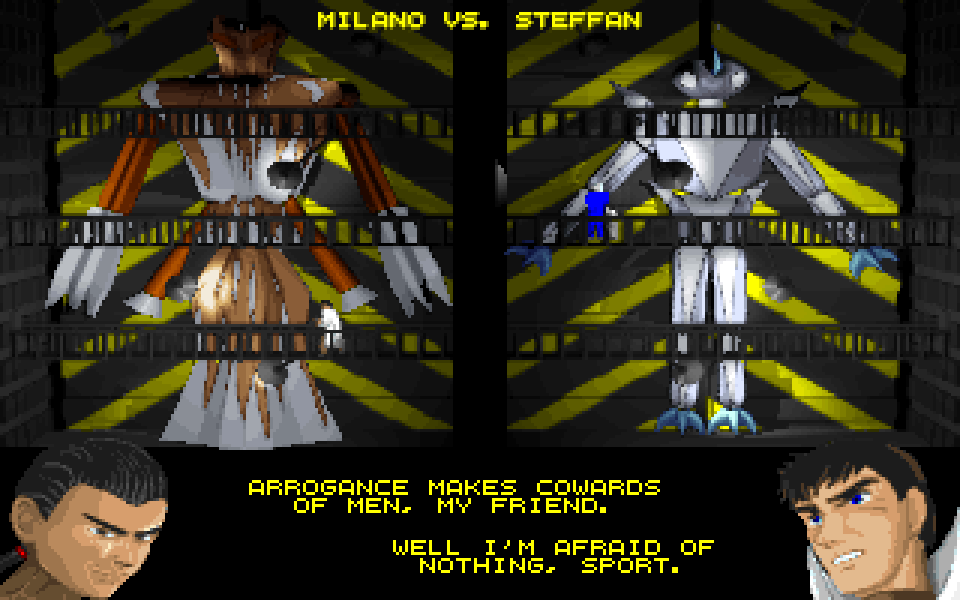 MILANO VS. STEFFAN
ARROGANCE MAKES COWARDS
OF MEN, MY FRIEND.
WELL I'M AFRAID OF
NOTHING, SPORT.